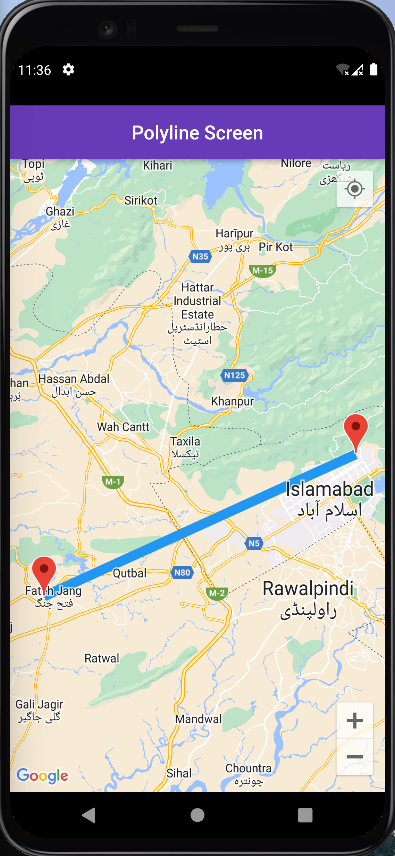 11:36
Polyline Screen
Topi
ٹوپی
Kihari
Nilore
ریاست
Ghazi
غازی
Sirikot
Haripur
ہری پور
Pir Kot
N35
M-15
Hattar
Industrial
Estate
حطارانڈسٹریل
اسٹیٹ
N125
Hassan Abdal
حسن ابدال
Khanpur
Wah Cantt
Taxila
ٹیکسلا
M-1
Islamabad
اسلام آباد
N5
Qutbal
N80
Fateh Jang
فتح جنگ
M-2
Rawalpindi
راولپنڈی
Ratwal
Gali Jagir
گلی جاگیر
Mandwal
Sihal
Chountra
چونترہ
Google